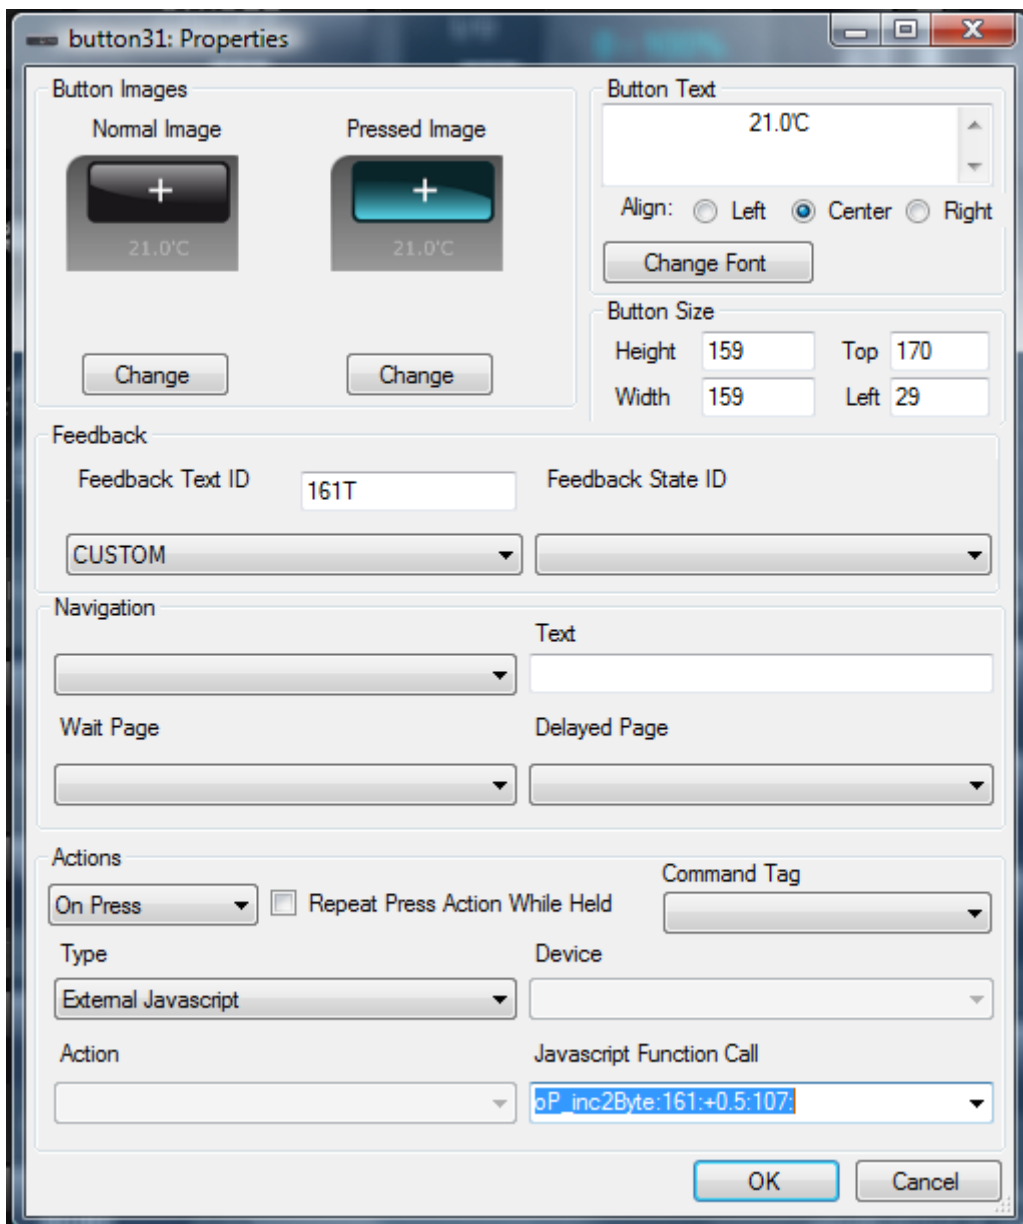 button31: Properties
Button Images
Normal Image
Pressed Image
+
21.0'C
+
21.0'C
Change
Change
Button Text
21.0'C
Align:
Left
Center
Right
Change Font
Button Size
Height
159
Top
170
Width
159
Left
29
Feedback
Feedback Text ID
161T
Feedback State ID
CUSTOM
Navigation
Text
Wait Page
Delayed Page
Actions
Command Tag
On Press
Repeat Press Action While Held
Type
Device
External Javascript
Action
Javascript Function Call
oP_inc2Byte:161:+0.5:107:
OK
Cancel